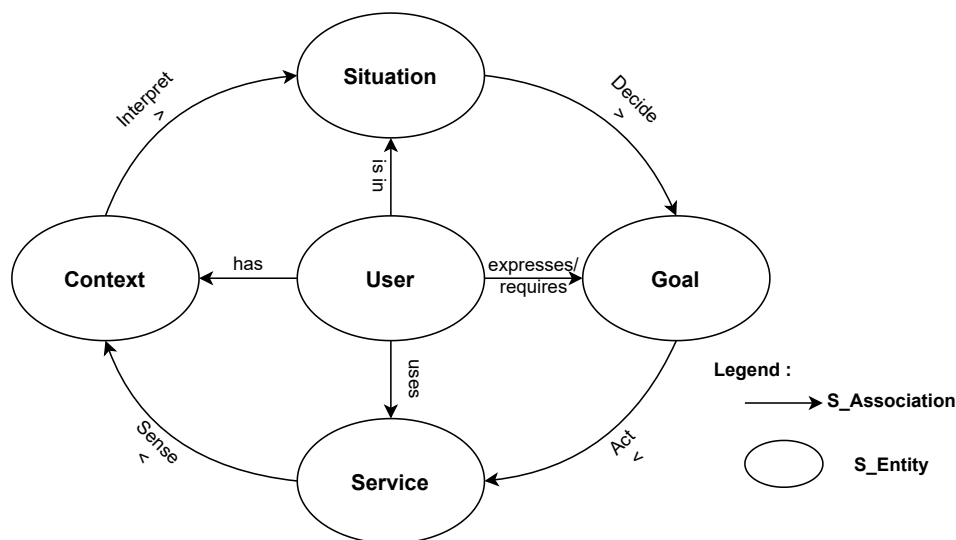 Situation
Interpret
>
Decide
>
is in
Context
has
User
expresses/
requires
Goal
uses
Legend :
S_Association
Sense
<
Act
<
Service
S_Entity